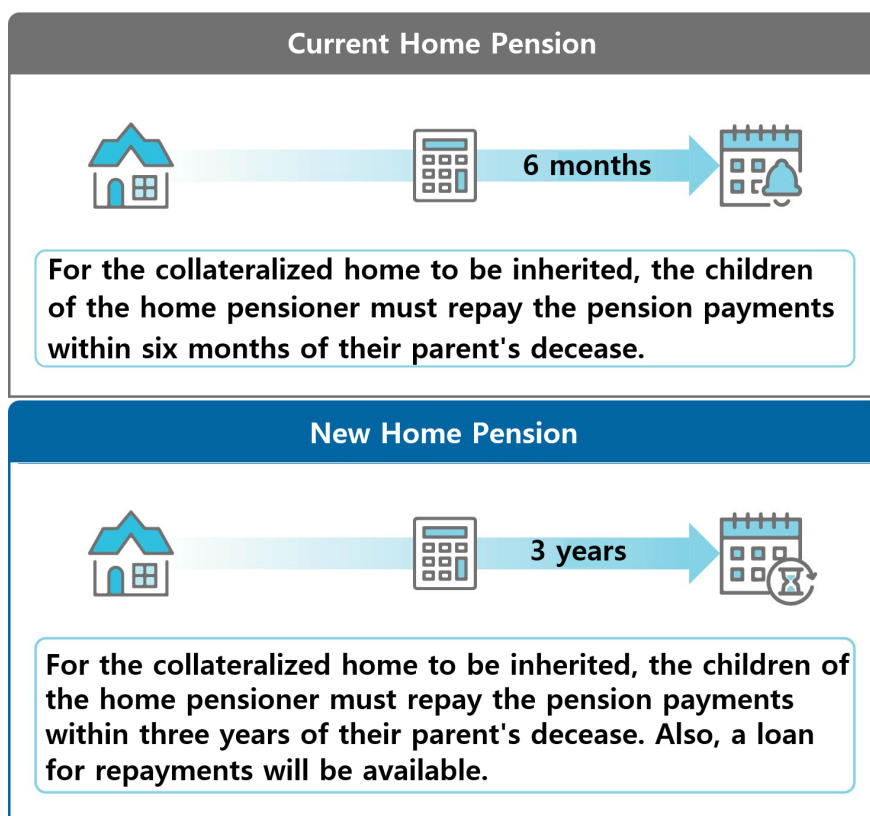 Current Home Pension
6 months
For the collateralized home to be inherited, the children
of the home pensioner must repay the pension payments
within six months of their parent's decease.
New Home Pension
3 years
For the collateralized home to be inherited, the children of
the home pensioner must repay the pension payments
within three years of their parent's decease. Also, a loan
for repayments will be available.